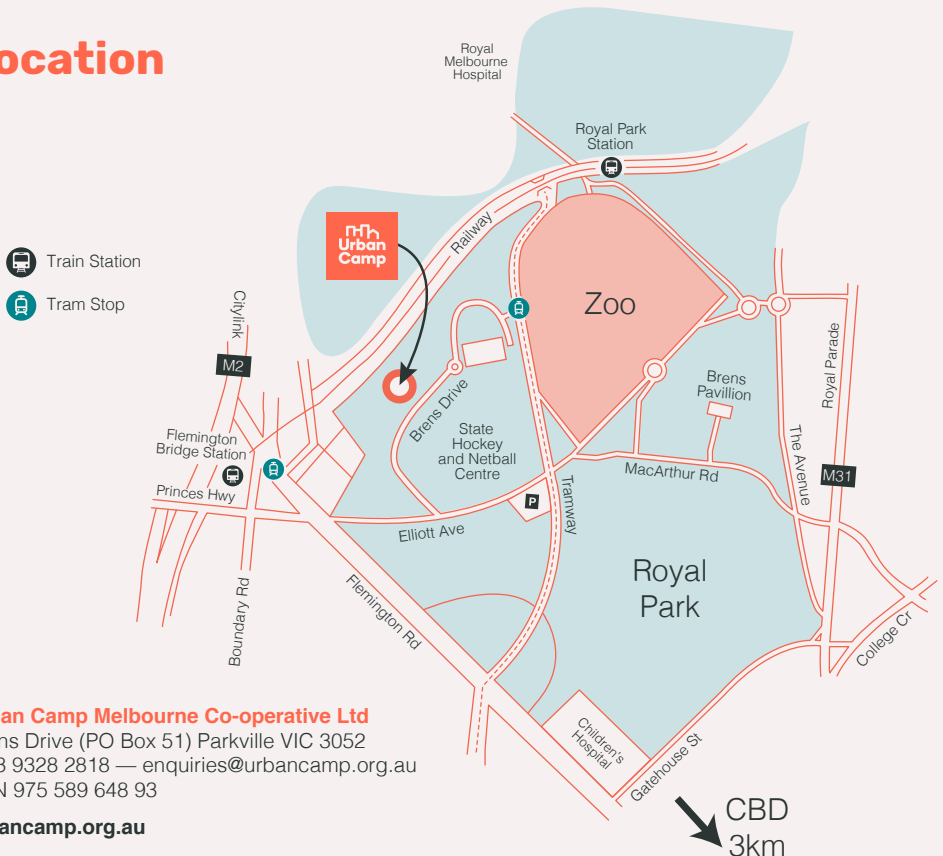 ocation
Royal
Melbourne
Hospital
Royal Park
Station
Urban
Camp
Railway
Train Station
Tram Stop
Zoo
Citylink
M2
Royal Parade
Brens
Pavillion
Brens Drive
State
Hockey
and Netball
Centre
Flemington
Bridge Station
The Avenue
MacArthur Rd
M31
Princes Hwy
P
Tramway
Elliott Ave
Royal
Park
Boundary Rd
Flemington Rd
College Cr
an Camp Melbourne Co-operative Ltd
ns Drive (PO Box 51) Parkville VIC 3052
3 9328 2818 — enquiries@urbancamp.org.au
N 975 589 648 93
ancamp.org.au
Children's
Hospital
Gatehouse St
CBD
3km